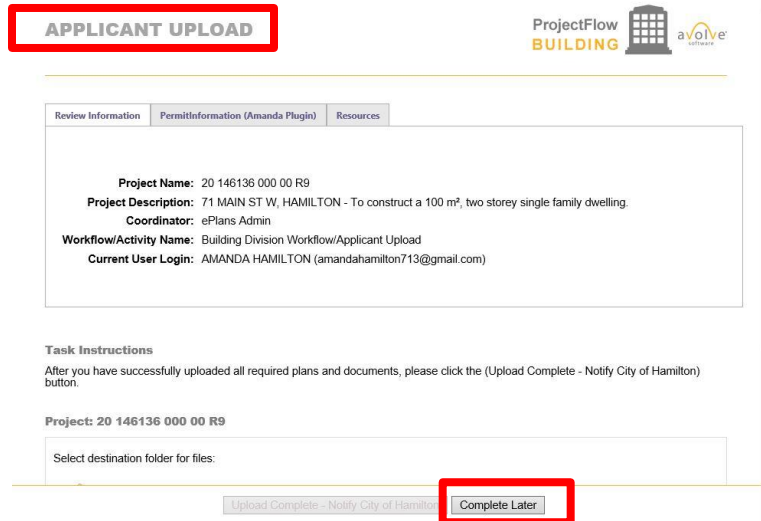 APPLICANT UPLOAD
ProjectFlow
BUILDING
avolve
software
Review Information
PermitInformation (Amanda Plugin)
Resources
Project Name: 20 146136 000 00 R9
Project Description: 71 MAIN ST W, HAMILTON - To construct a 100 m², two storey single family dwelling.
Coordinator: ePlans Admin
Workflow/Activity Name: Building Division Workflow/Applicant Upload
Current User Login: AMANDA HAMILTON (amandahamilton713@gmail.com)
Task Instructions
After you have successfully uploaded all required plans and documents, please click the (Upload Complete - Notify City of Hamilton)
button.
Project: 20 146136 000 00 R9
Select destination folder for files:
Upload Complete - Notify City of Hamilton
Complete Later